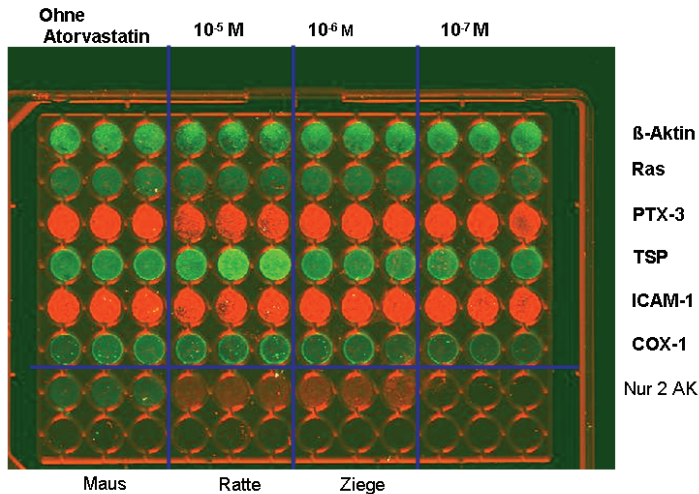 Ohne
Atorvastatin
10-5 M
10-6 M
10-7 M
ß-Aktin
Ras
PTX-3
TSP
ICAM-1
COX-1
Nur 2 AK
Maus
Ratte
Ziege